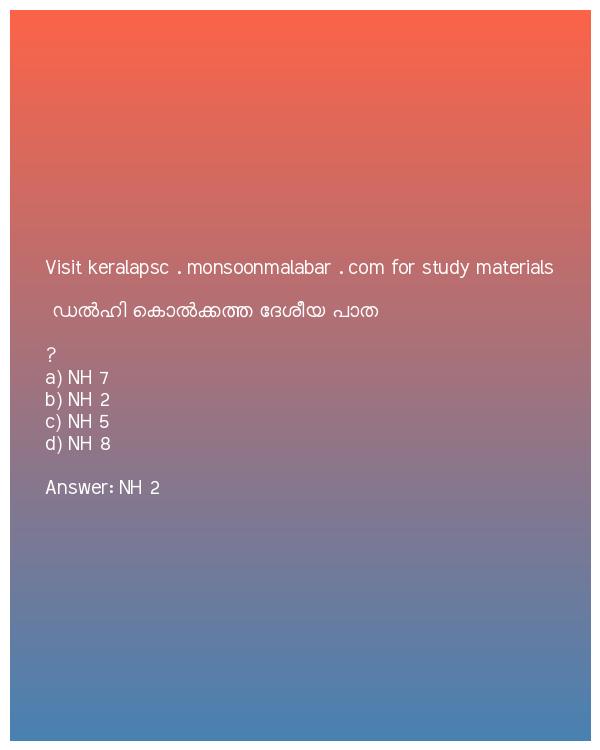 Visit keralapsc . monsoonmalabar . com for study materials
ഡൽഹി കൊൽക്കത്ത ദേശീയ പാത
?
a) NH 7
b) NH 2
c) NH 5
d) NH 8
Answer: NH 2